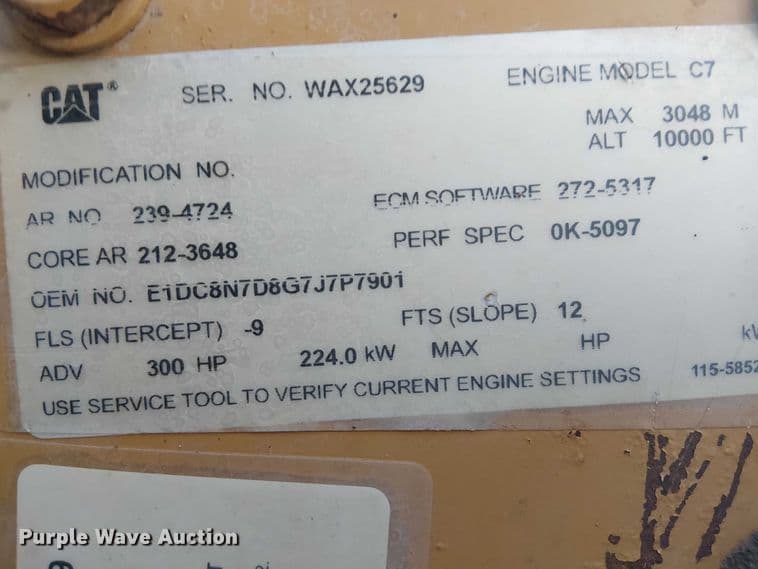 CAT® SER. NO. WAX25629 ENGINE MODEL C7
MAX 3048 M
ALT 10000 FT
MODIFICATION NO.
AR NO 239-4724 ECM SOFTWARE 272-5317
CORE AR 212-3648 PERF SPEC 0K-5097
OEM NO. E1DC8N7D8G7J7P7901
FLS (INTERCEPT) -9 FTS (SLOPE) 12
ADV 300 HP 224.0 kW MAX HP
USE SERVICE TOOL TO VERIFY CURRENT ENGINE SETTINGS 115-5852
Purple Wave Auction